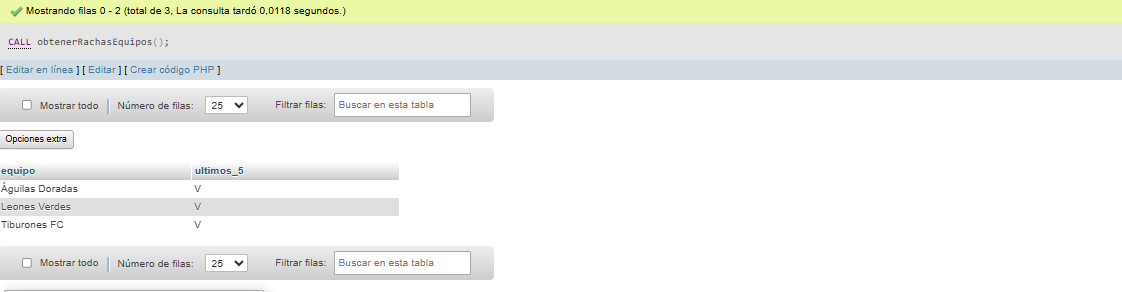 Mostrando filas 0 - 2 (total de 3, La consulta tardó 0,0118 segundos.)
CALL obtenerRachasEquipos();
[ Editar en línea ] [ Editar ] [ Crear código PHP ]
Mostrar todo | Número de filas: 25 Filtrar filas: Buscar en esta tabla
Opciones extra
equipo ultimos_5
Águilas Doradas V
Leones Verdes V
Tiburones FC V
Mostrar todo | Número de filas: 25 Filtrar filas: Buscar en esta tabla